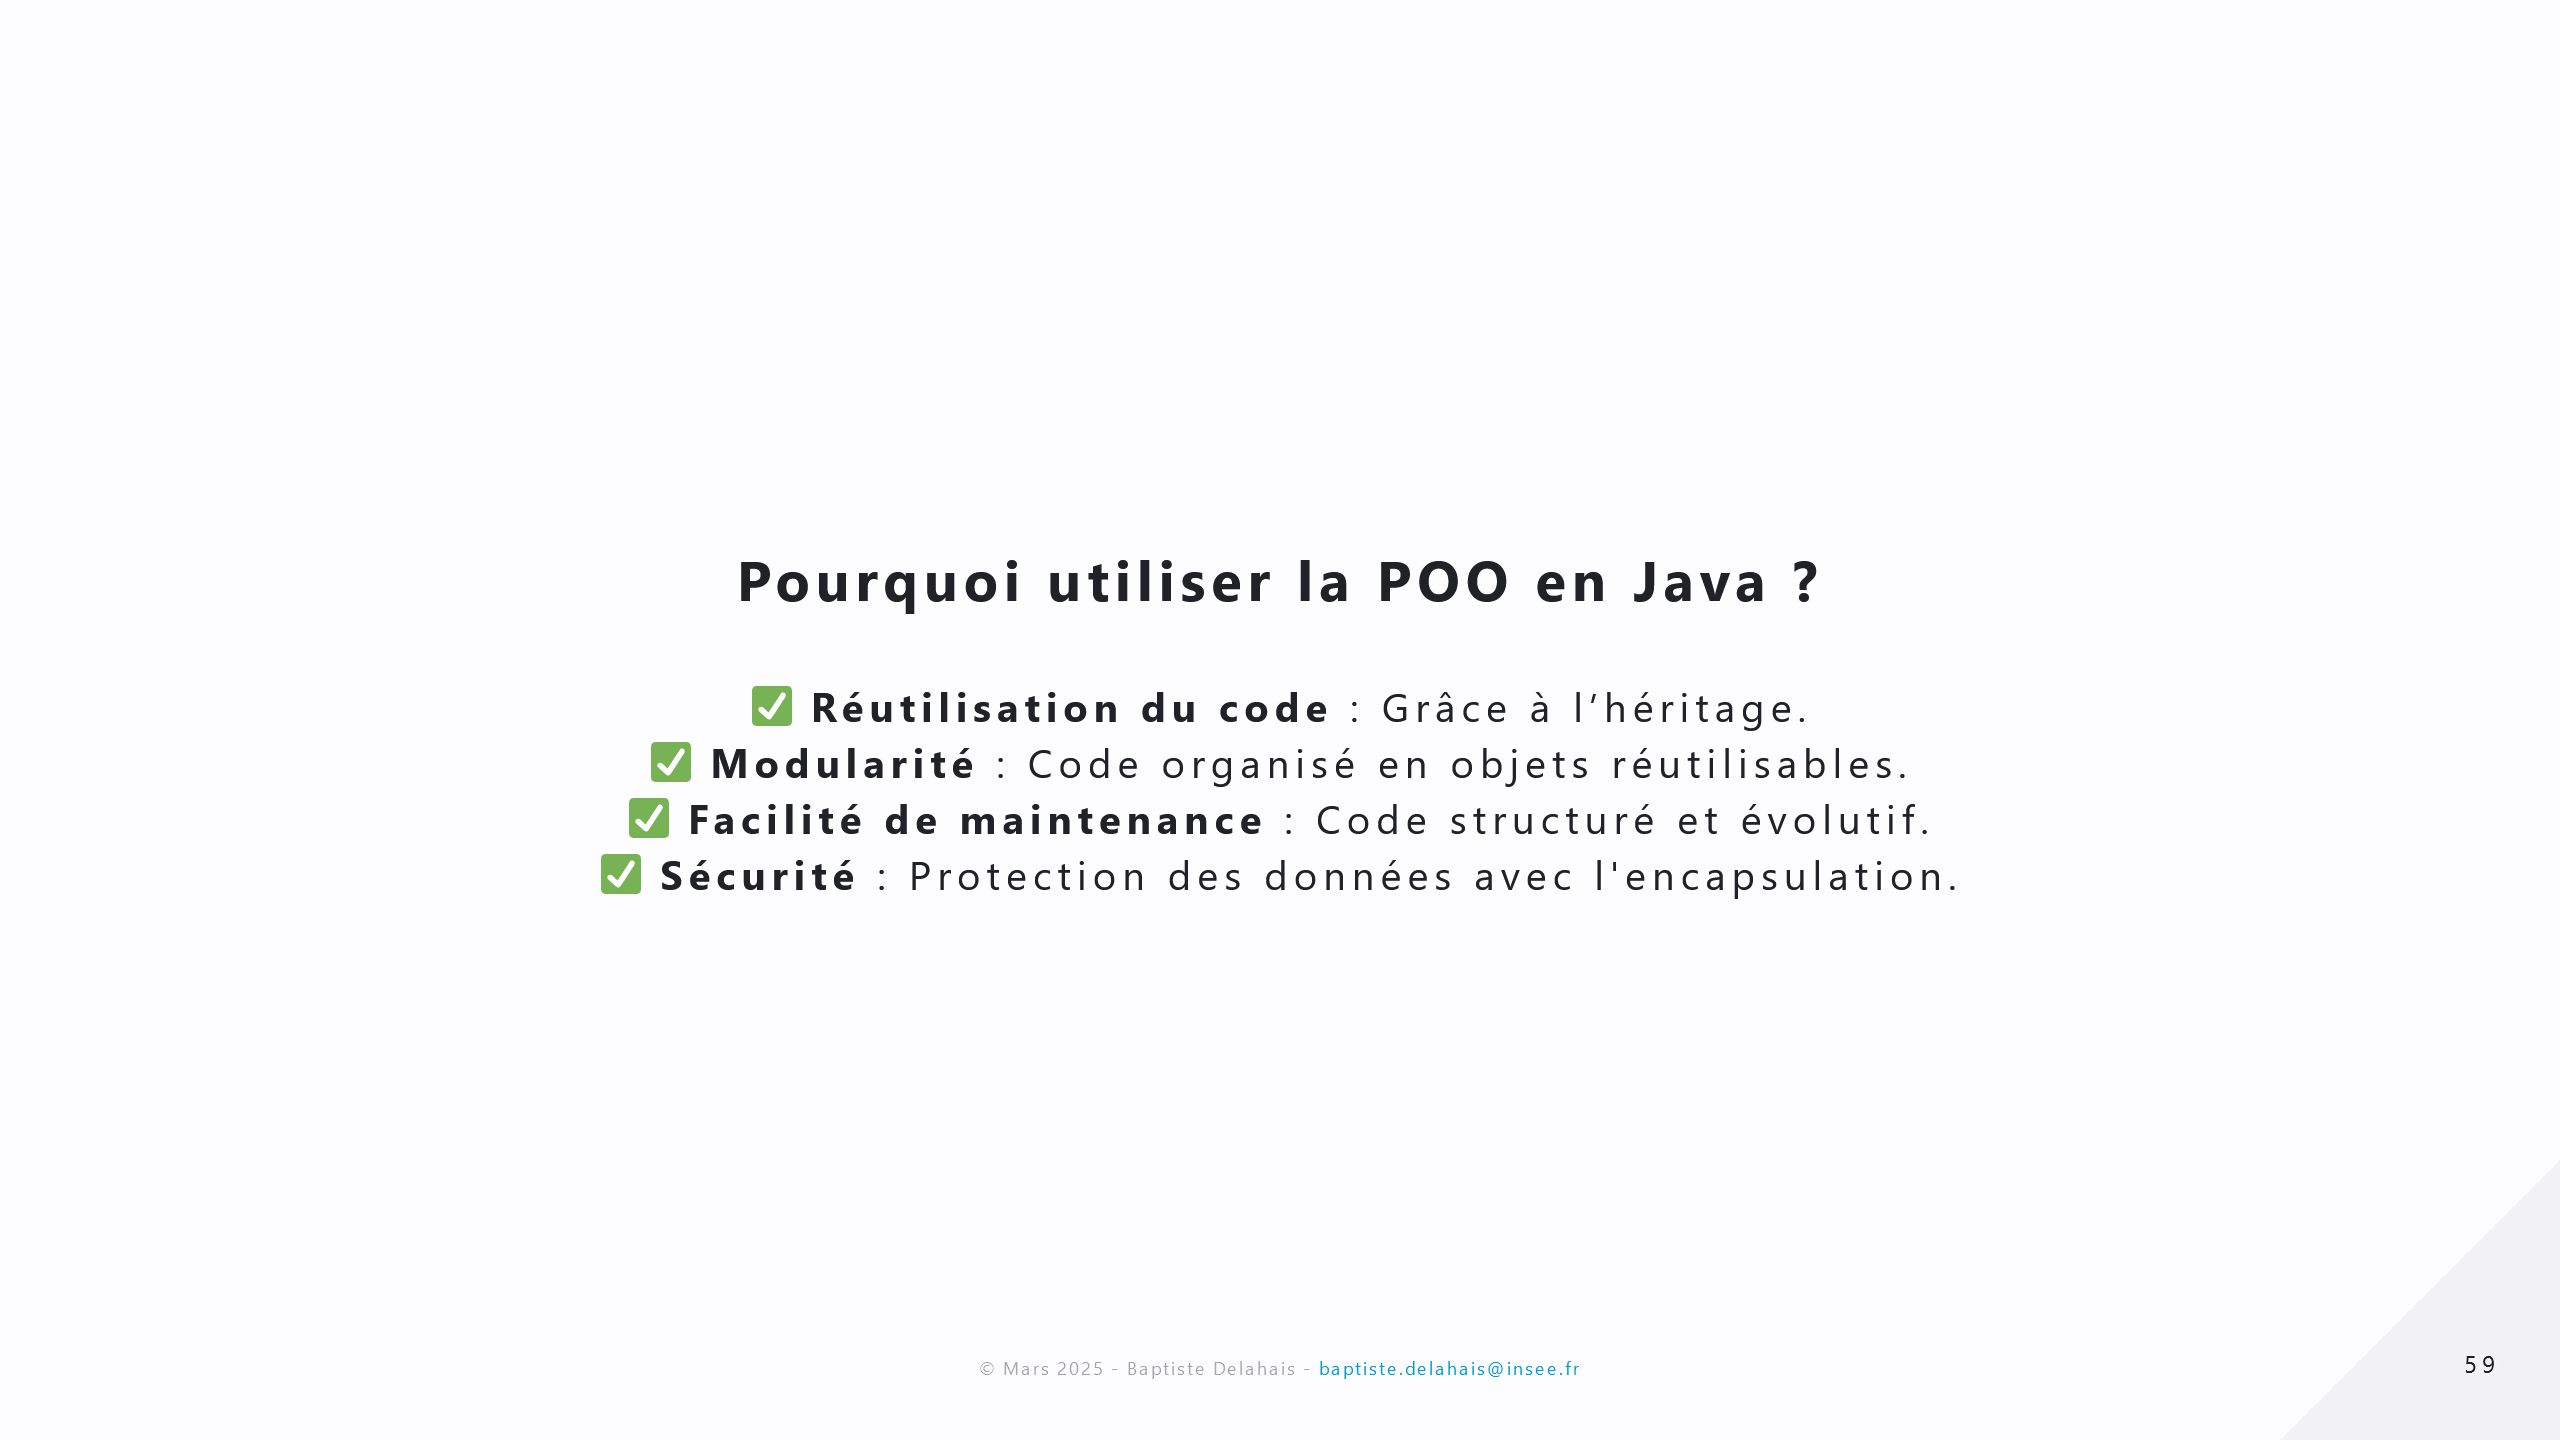 Pourquoi utiliser la POO en Java ?
✅ Réutilisation du code : Grâce à l’héritage.
✅ Modularité : Code organisé en objets réutilisables.
✅ Facilité de maintenance : Code structuré et évolutif.
✅ Sécurité : Protection des données avec l'encapsulation.
© Mars 2025 - Baptiste Delahais - baptiste.delahais@insee.fr
59